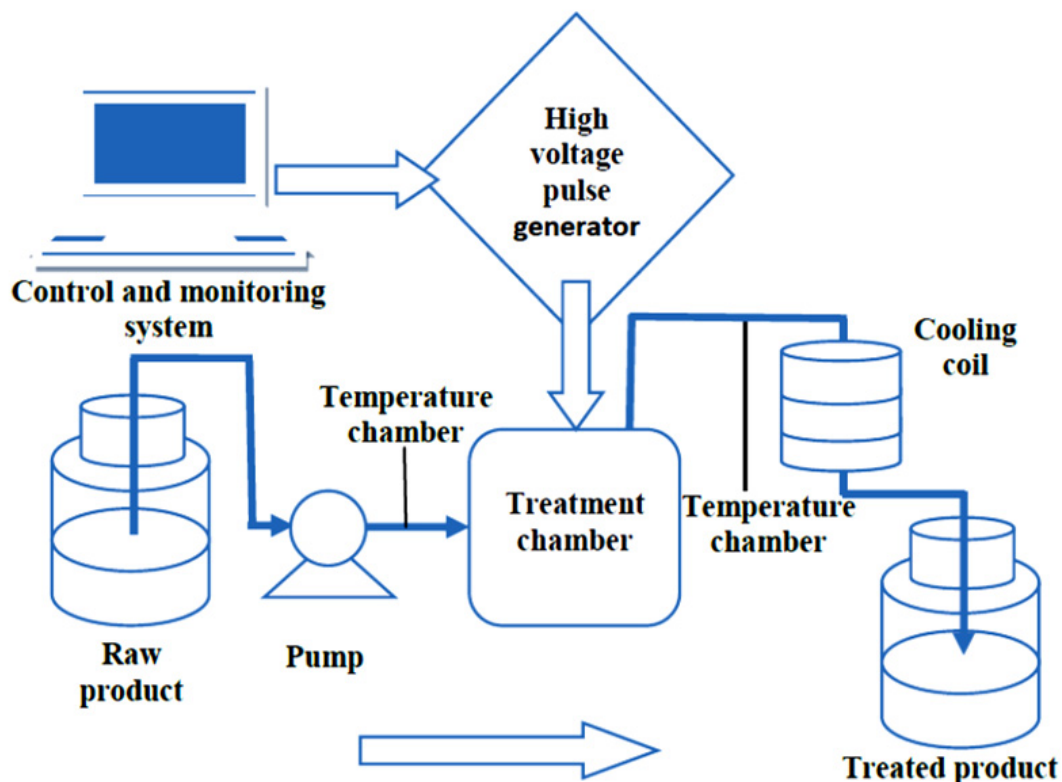 High
voltage
pulse
generator
Control and monitoring
system
Cooling
coil
Temperature
chamber
Treatment
chamber
Temperature
chamber
Raw
product
Pump
Treated product